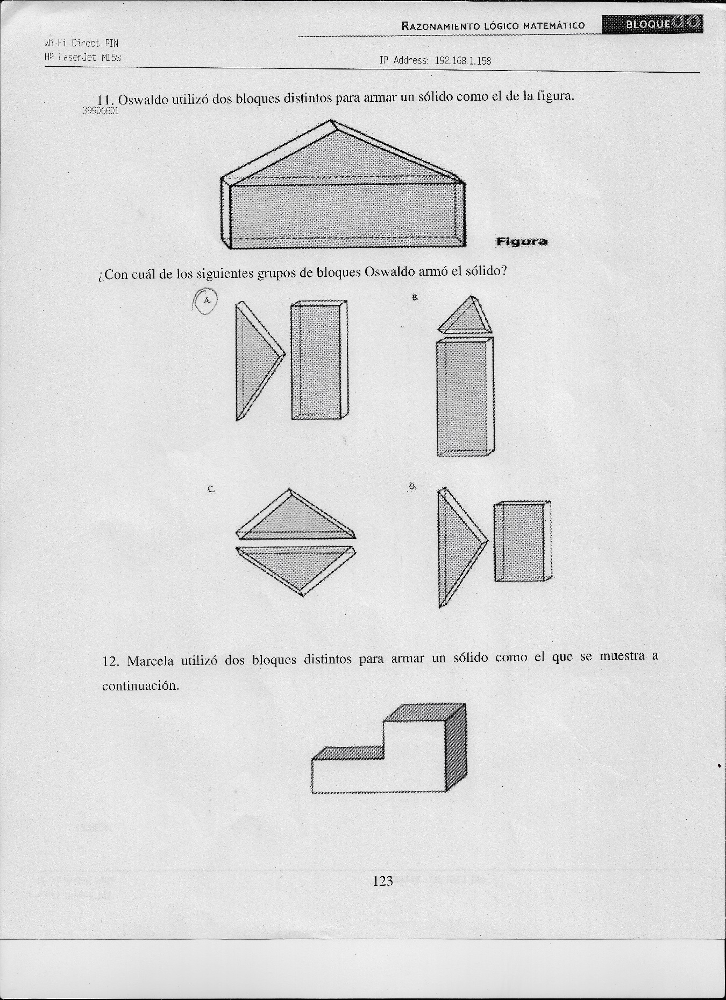 RAZONAMIENTO LÓGICO MATEMÁTICO BLOQUE
Wi-Fi Direct PIN
HP LaserJet M15w
IP Address: 192.168.1.158
11. Oswaldo utilizó dos bloques distintos para armar un sólido como el de la figura.
39906601
Figura
¿Con cuál de los siguientes grupos de bloques Oswaldo armó el sólido?
A.
B.
C.
D.
12. Marcela utilizó dos bloques distintos para armar un sólido como el que se muestra a
continuación.
123